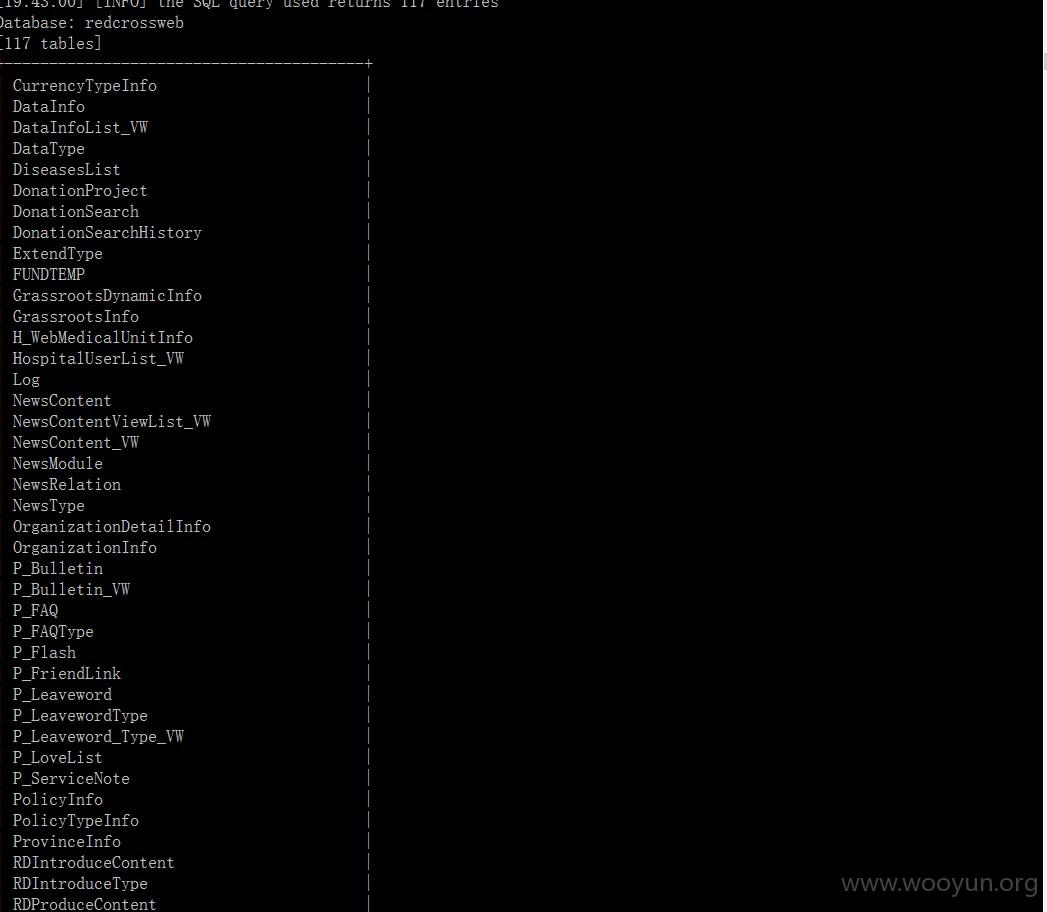 [19:43:00] [INFO] the SQL query used returns 117 entries
Database: redcrossweb
[117 tables]
+----------------------------------------+
CurrencyTypeInfo |
DataInfo |
DataInfoList_VW |
DataType |
DiseasesList |
DonationProject |
DonationSearch |
DonationSearchHistory |
ExtendType |
FUNDTEMP |
GrassrootsDynamicInfo |
GrassrootsInfo |
H_WebMedicalUnitInfo |
HospitalUserList_VW |
Log |
NewsContent |
NewsContentViewList_VW |
NewsContent_VW |
NewsModule |
NewsRelation |
NewsType |
OrganizationDetailInfo |
OrganizationInfo |
P_Bulletin |
P_Bulletin_VW |
P_FAQ |
P_FAQType |
P_Flash |
P_FriendLink |
P_Leaveword |
P_LeavewordType |
P_Leaveword_Type_VW |
P_LoveList |
P_ServiceNote |
PolicyInfo |
PolicyTypeInfo |
ProvinceInfo |
RDIntroduceContent |
RDIntroduceType |
RDProduceContent |
www.wooyun.org